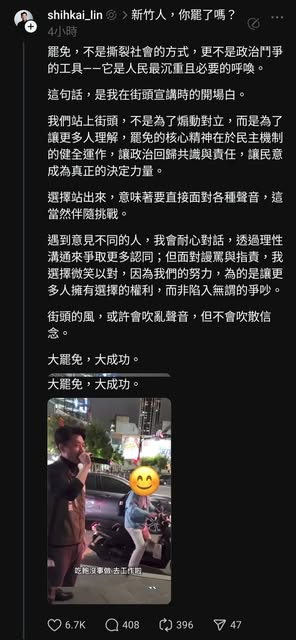 shihkai_lin > 新竹人，你罷了嗎？
4小時
罷免，不是撕裂社會的方式，更不是政治鬥爭
的工具——它是人民最沉重且必要的呼喚。
這句話，是我在街頭宣講時的開場白。
我們站上街頭，不是為了煽動對立，而是為了
讓更多人理解，罷免的核心精神在於民主機制
的健全運作，讓政治回歸共識與責任，讓民意
成為真正的決定力量。
選擇站出來，意味著要直接面對各種聲音，這
當然伴隨挑戰。
遇到意見不同的人，我會耐心對話，透過理性
溝通來爭取更多認同；但面對謾罵與指責，我
選擇微笑以對，因為我們的努力，為的是讓更
多人擁有選擇的權利，而非陷入無謂的爭吵。
街頭的風，或許會吹亂聲音，但不會吹散信
念。
大罷免，大成功。
大罷免，大成功。
吃飽沒事做 去工作啦
6.7K 408 396 47